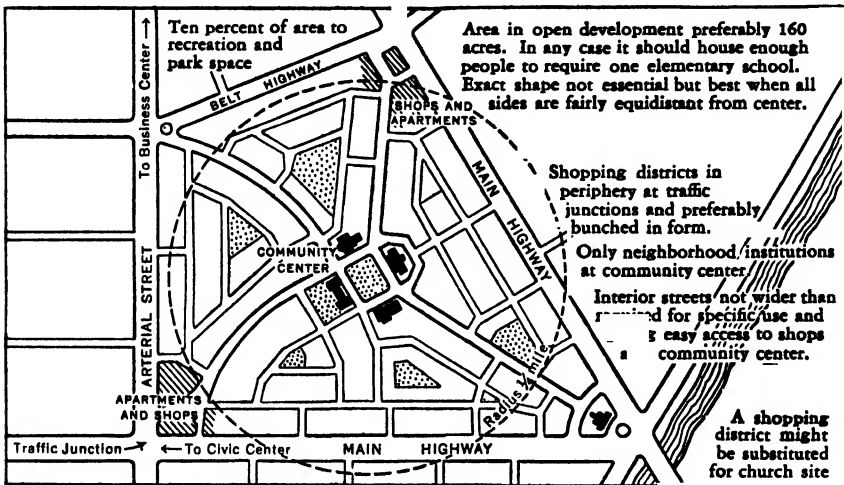 Ten percent of area to
recreation and
park space
Area in open development preferably 160
acres. In any case it should house enough
people to require one elementary school.
Exact shape not essential but best when all
sides are fairly equidistant from center.
To Business Center
BELT HIGHWAY
SHOPS AND
APARTMENTS
MAIN HIGHWAY
Shopping districts in
periphery at traffic
junctions and preferably
bunched in form.
Only neighborhood institutions
at community center.
Interior streets not wider than
for specific use and
easy access to shops
a community center.
COMMUNITY
CENTER
ARTERIAL STREET
Radius 1/4 mile
APARTMENTS
AND SHOPS
Traffic Junction
To Civic Center
MAIN HIGHWAY
A shopping
district might
be substituted
for church site